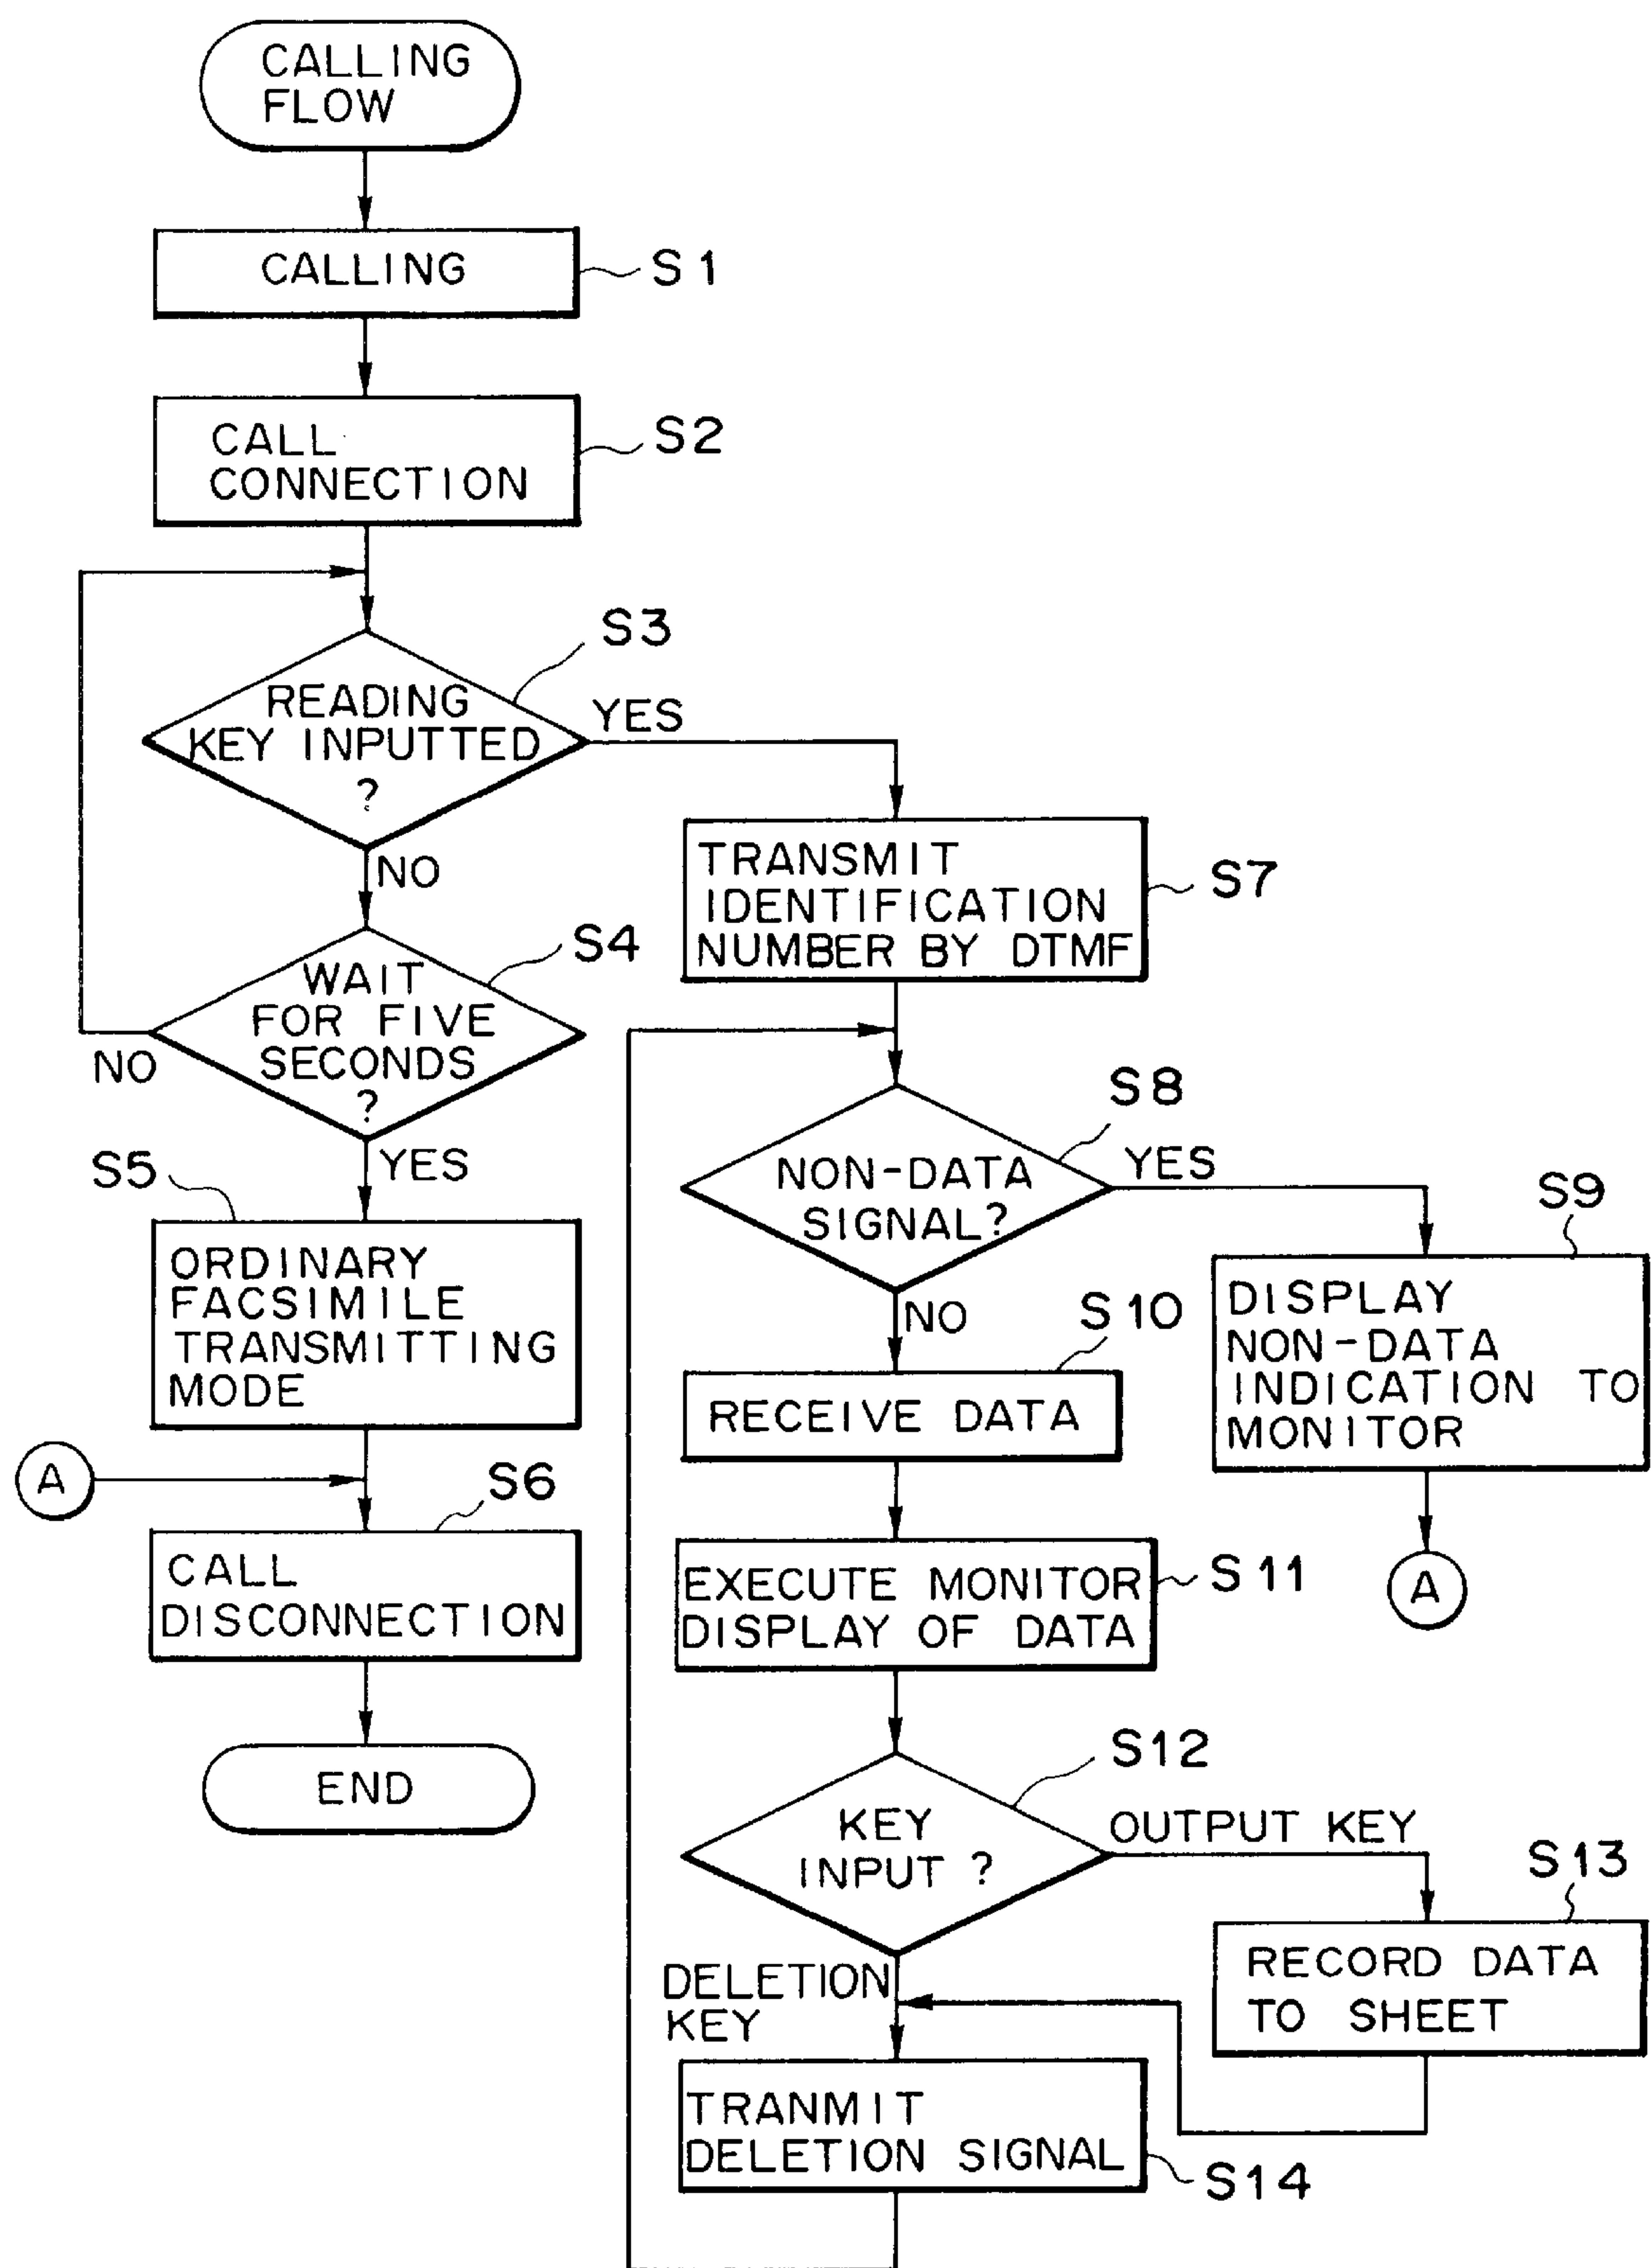 CALLING
FLOW
CALLING
S1
CALL
CONNECTION
S2
S3
READING
KEY INPUTTED
?
YES
NO
S4
WAIT
FOR FIVE
SECONDS
?
NO
YES
S5
ORDINARY
FACSIMILE
TRANSMITTING
MODE
A
S6
CALL
DISCONNECTION
END
TRANSMIT
IDENTIFICATION
NUMBER BY DTMF
S7
S8
NON-DATA
SIGNAL?
YES
NO
S9
DISPLAY
NON-DATA
INDICATION TO
MONITOR
A
S10
RECEIVE DATA
EXECUTE MONITOR
DISPLAY OF DATA
S11
S12
KEY
INPUT ?
OUTPUT KEY
S13
RECORD DATA
TO SHEET
DELETION
KEY
TRANMIT
DELETION SIGNAL
S14